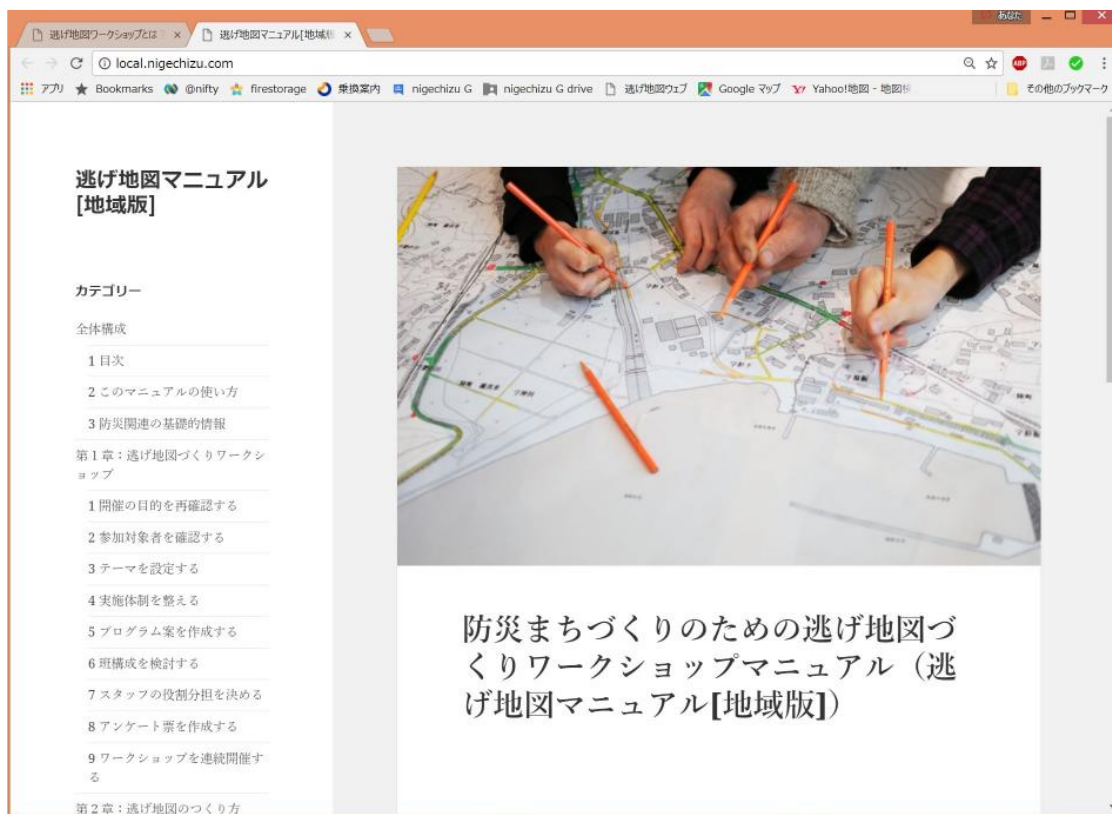 あなた
逃げ地図ワークショップとは
逃げ地図マニュアル[地域
local.nigechizu.com
ABP
アプリ Bookmarks @nifty firestorage 乗換案内 nigechizu G nigechizu G drive 逃げ地図ウェブ Google マップ Yahoo!地図 - 地図 その他のブックマーク
逃げ地図マニュアル
[地域版]
カテゴリー
全体構成
1 目次
2 このマニュアルの使い方
3 防災関連の基礎的情報
第1章：逃げ地図づくりワークシ
ョップ
1 開催の目的を再確認する
2 参加対象者を確認する
3 テーマを設定する
4 実施体制を整える
5 プログラム案を作成する
6 班構成を検討する
7 スタッフの役割分担を決める
8 アンケート票を作成する
9 ワークショップを連続開催す
る
第2章：逃げ地図のつくり方
防災まちづくりのための逃げ地図づ
くりワークショップマニュアル（逃
げ地図マニュアル[地域版]）